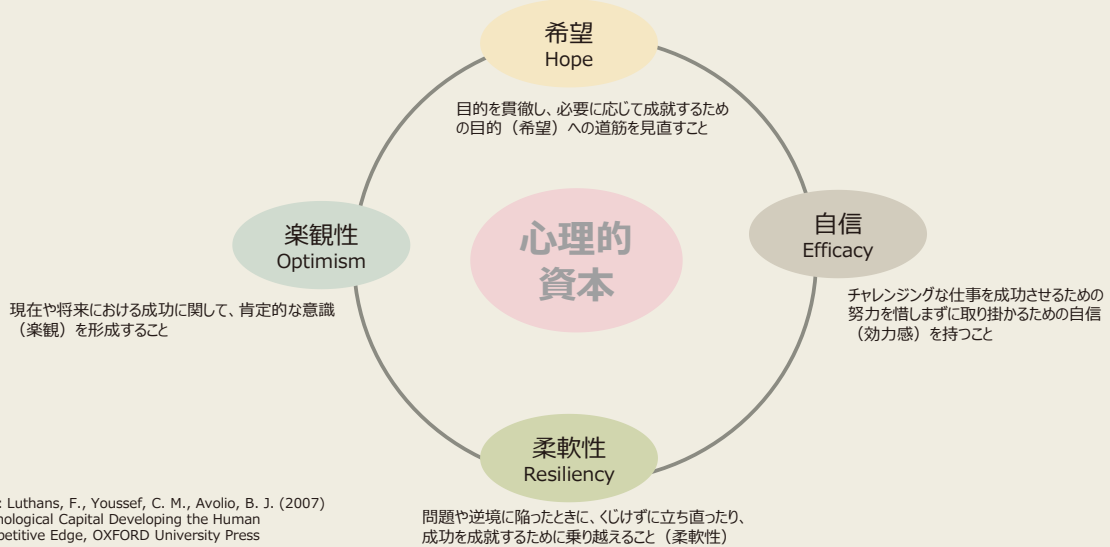 希望
Hope
目的を貫徹し、必要に応じて成就するため
の目的（希望）への道筋を見直すこと
心理的
資本
楽観性
Optimism
現在や将来における成功に関して、肯定的な意識
（楽観）を形成すること
自信
Efficacy
チャレンジングな仕事を成功させるための
努力を惜しまずに取り掛かるための自信
（効力感）を持つこと
柔軟性
Resiliency
問題や逆境に陥ったときに、くじけずに立ち直ったり、
成功を成就するために乗り越えること（柔軟性）
: Luthans, F., Youssef, C. M., Avolio, B. J. (2007)
Capital Developing the Human
Edge, OXFORD University Press